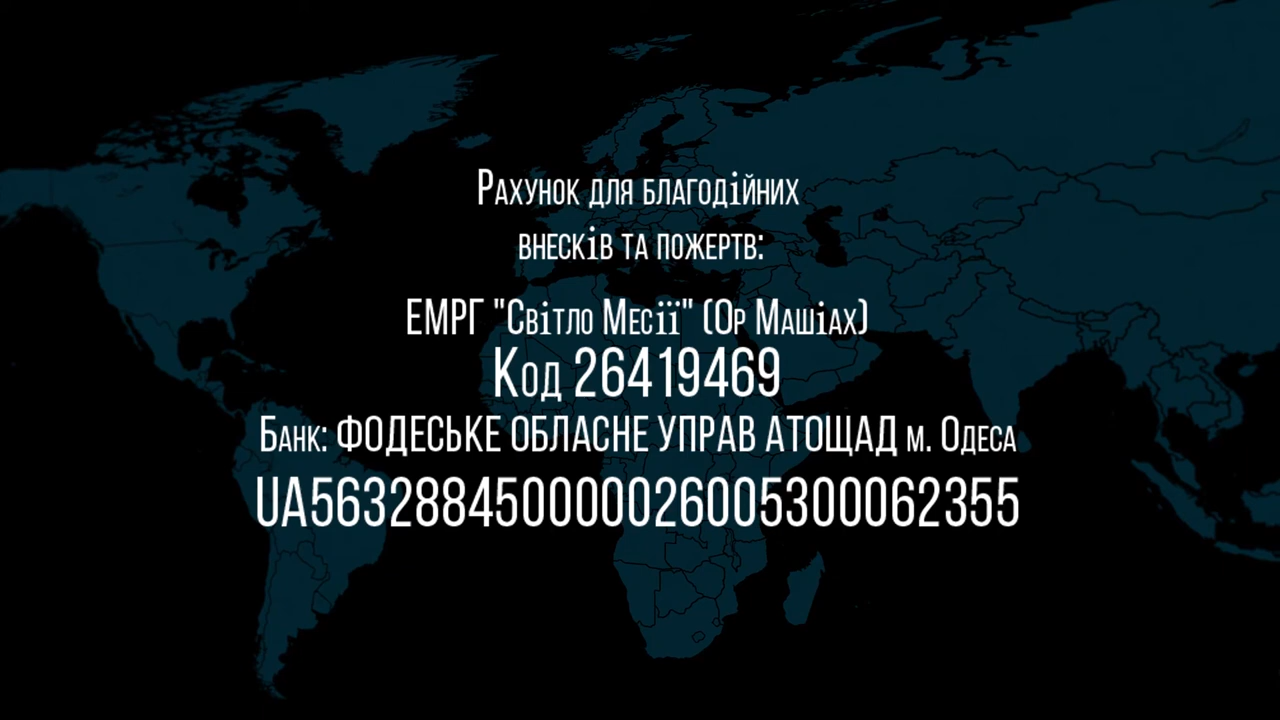 Рахунок для благодійних
внесків та пожертв:
ЕМРГ "Світло Месії" (Ор Машіах)
Код 26419469
Банк: ФОДЕСЬКЕ ОБЛАСНЕ УПРАВ АТОЩАД м. Одеса
UA563288450000026005300062355